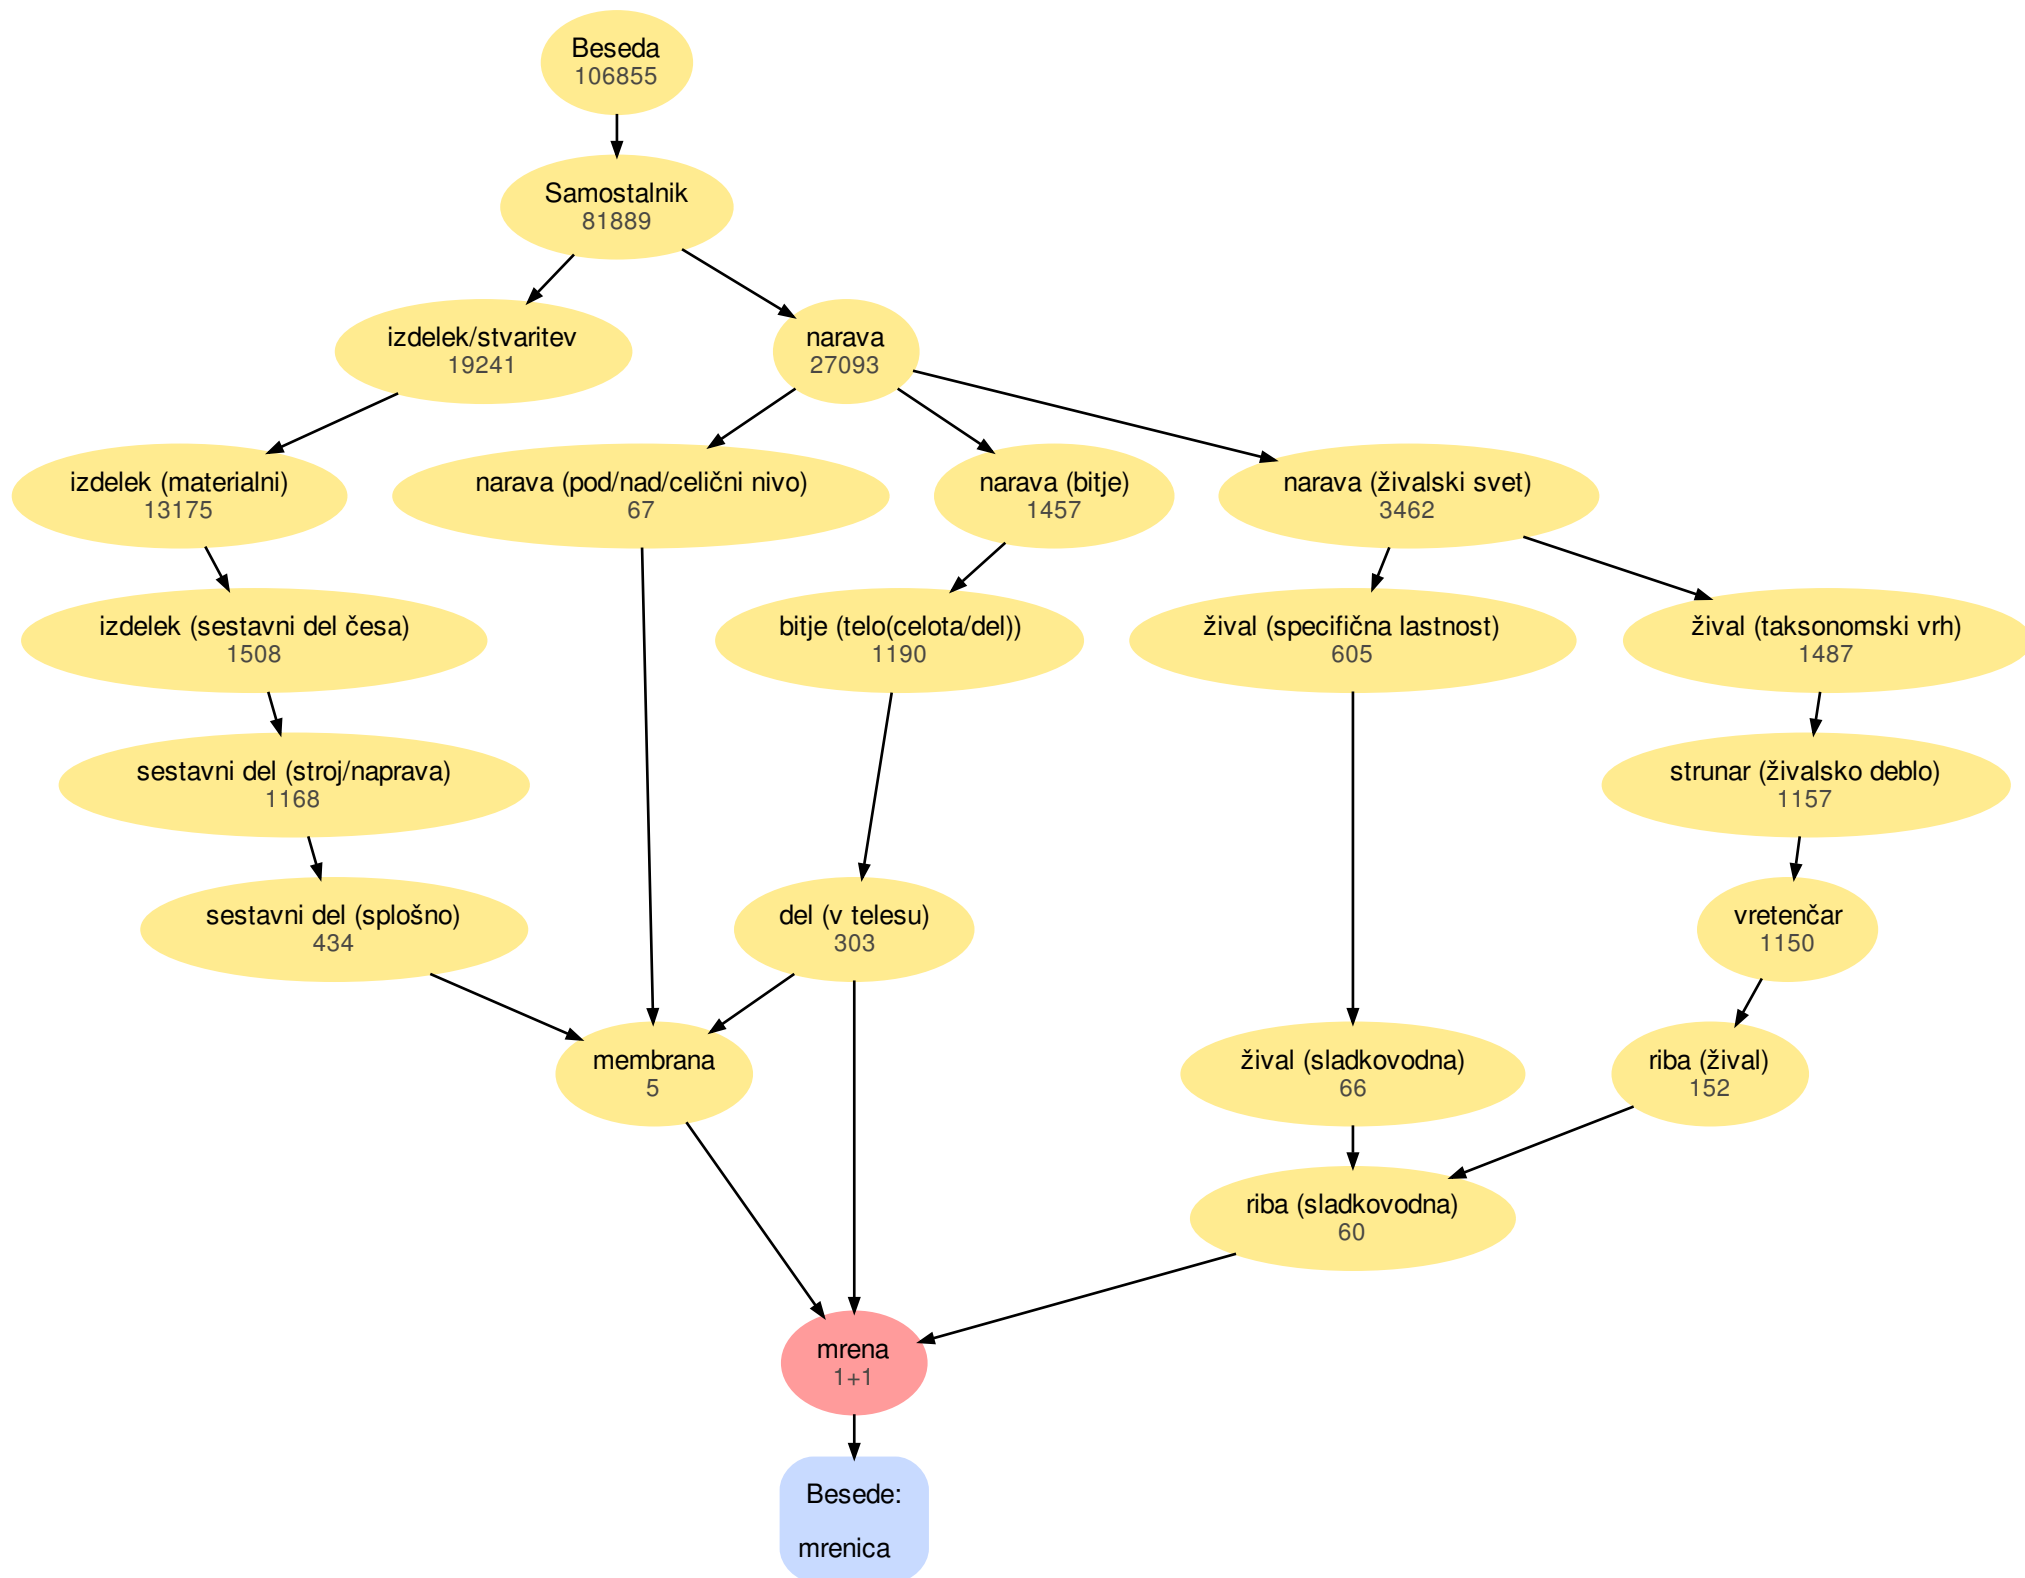 Beseda
106855
Samostalnik
81889
izdelek/stvaritev
19241
narava
27093
izdelek (materialni)
13175
narava (pod/nad/celični nivo)
67
narava (bitje)
1457
narava (živalski svet)
3462
izdelek (sestavni del česa)
1508
bitje (telo(celota/del))
1190
žival (specifična lastnost)
605
žival (taksonomski vrh)
1487
sestavni del (stroj/naprava)
1168
strunar (živalsko deblo)
1157
sestavni del (splošno)
434
del (v telesu)
303
vretenčar
1150
membrana
5
žival (sladkovodna)
66
riba (žival)
152
riba (sladkovodna)
60
mrena
1+1
Besede:
mrenica